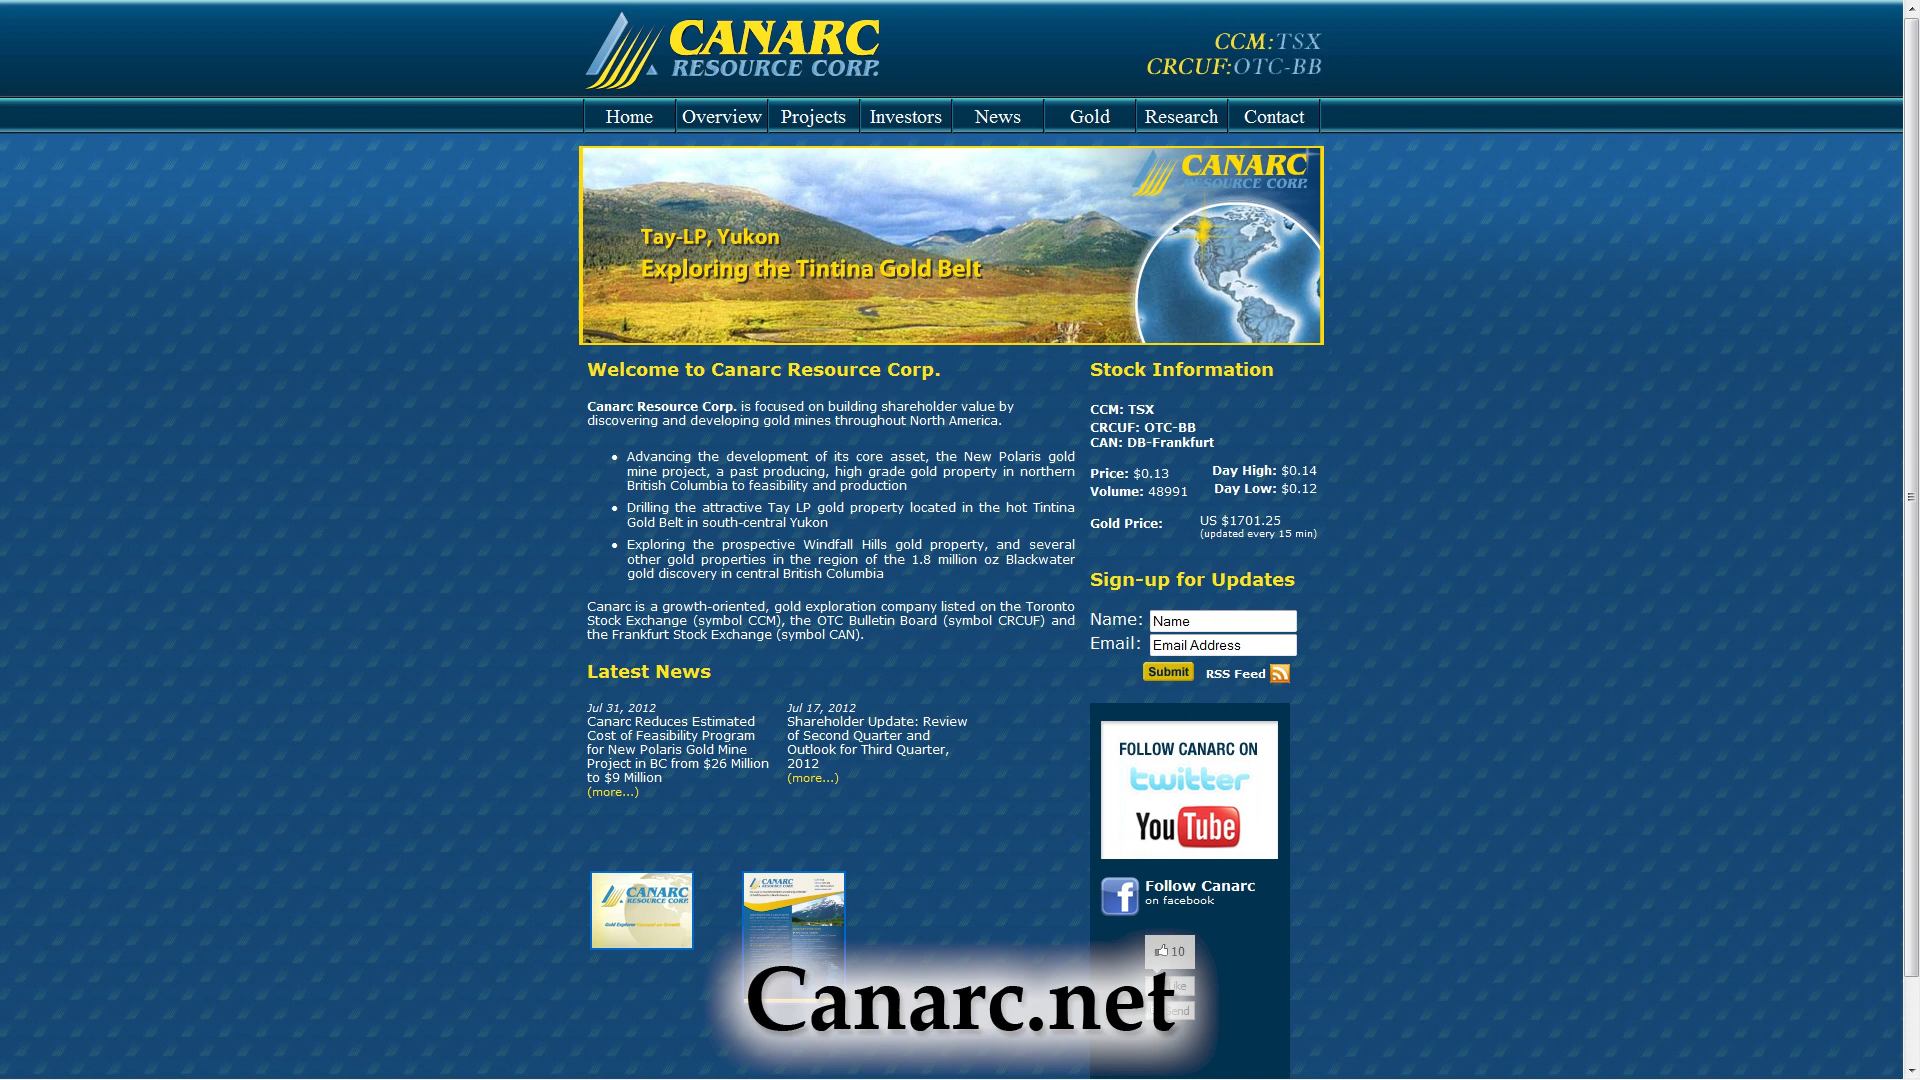 CANARC
RESOURCE CORP.
CCM:TSX
CRCUF:OTC-BB
Home Overview Projects Investors News Gold Research Contact
CANARC
RESOURCE CORP.
Tay-LP, Yukon
Exploring the Tintina Gold Belt
Welcome to Canarc Resource Corp.
Canarc Resource Corp. is focused on building shareholder value by
discovering and developing gold mines throughout North America.
• Advancing the development of its core asset, the New Polaris gold
mine project, a past producing, high grade gold property in northern
British Columbia to feasibility and production
• Drilling the attractive Tay LP gold property located in the hot Tintina
Gold Belt in south-central Yukon
• Exploring the prospective Windfall Hills gold property, and several
other gold properties in the region of the 1.8 million oz Blackwater
gold discovery in central British Columbia
Canarc is a growth-oriented, gold exploration company listed on the Toronto
Stock Exchange (symbol CCM), the OTC Bulletin Board (symbol CRCUF) and
the Frankfurt Stock Exchange (symbol CAN).
Latest News
Jul 31, 2012
Canarc Reduces Estimated
Cost of Feasibility Program
for New Polaris Gold Mine
Project in BC from $26 Million
to $9 Million
(more...)
Jul 17, 2012
Shareholder Update: Review
of Second Quarter and
Outlook for Third Quarter,
2012
(more...)
Stock Information
CCM: TSX
CRCUF: OTC-BB
CAN: DB-Frankfurt
Price: $0.13 Day High: $0.14
Volume: 48991 Day Low: $0.12
Gold Price: US $1701.25
(updated every 15 min)
Sign-up for Updates
Name: Name
Email: Email Address
Submit RSS Feed
FOLLOW CANARC ON
twitter
YouTube
Follow Canarc
on facebook
10
Like
Send
CANARC
RESOURCE CORP.
Gold Explorer Focused on Growth
CANARC
RESOURCE CORP.
Canarc.net